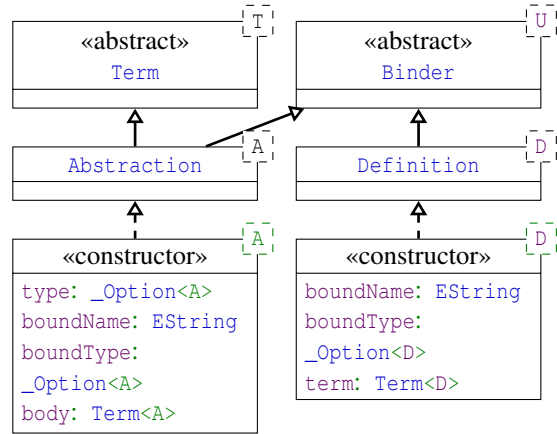 T
«abstract»
Term
U
«abstract»
Binder
A
Abstraction
D
Definition
A
«constructor»
type: _Option<A>
boundName: EString
boundType:
_Option<A>
body: Term<A>
D
«constructor»
boundName: EString
boundType:
_Option<D>
term: Term<D>